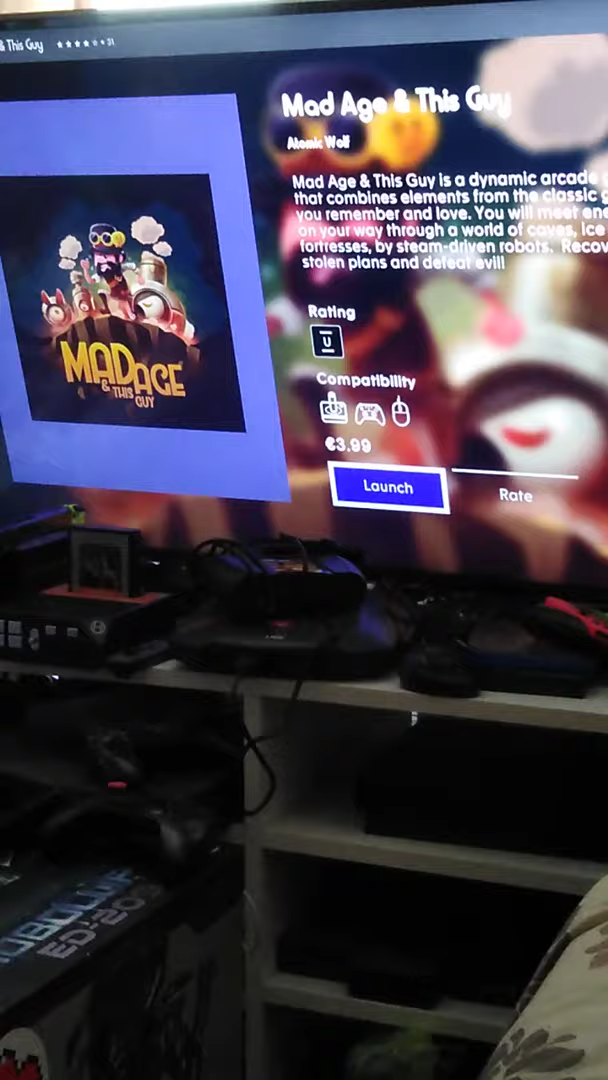 & This Guy ★★★★☆☆ 31
Mad Age & This Guy
Atomic Wolf
Mad Age & This Guy is a dynamic arcade
that combines elements from the classic
you remember and love. You will meet
on your way through a world of caves, ice
fortresses, by steam-driven robots. Recov
stolen plans and defeat evil!
MAD AGE
& THIS
GUY
Rating
U
Compatibility
€3.99
Launch
Rate
ED-209